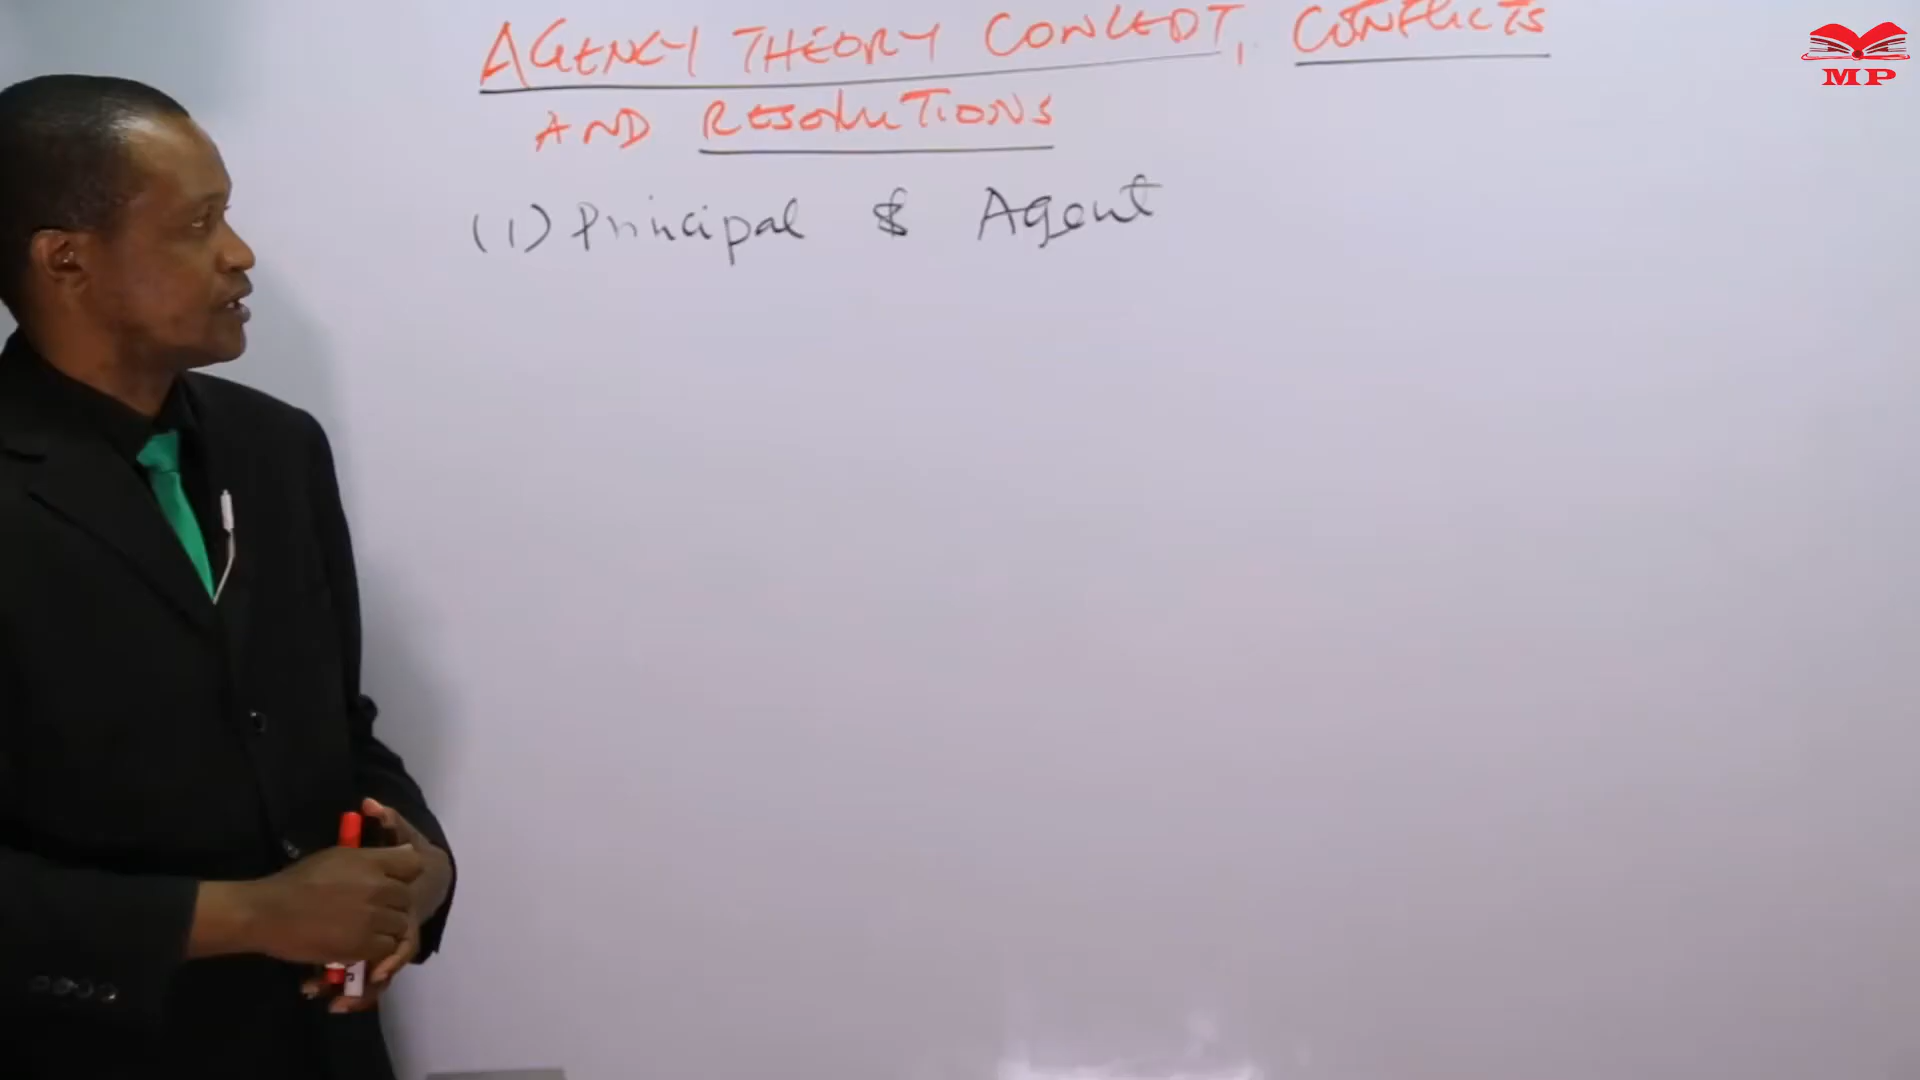 AGENCY THEORY CONCEPT, CONFLICTS
AND RESOLUTIONS
(1) Principal & Agent
MP